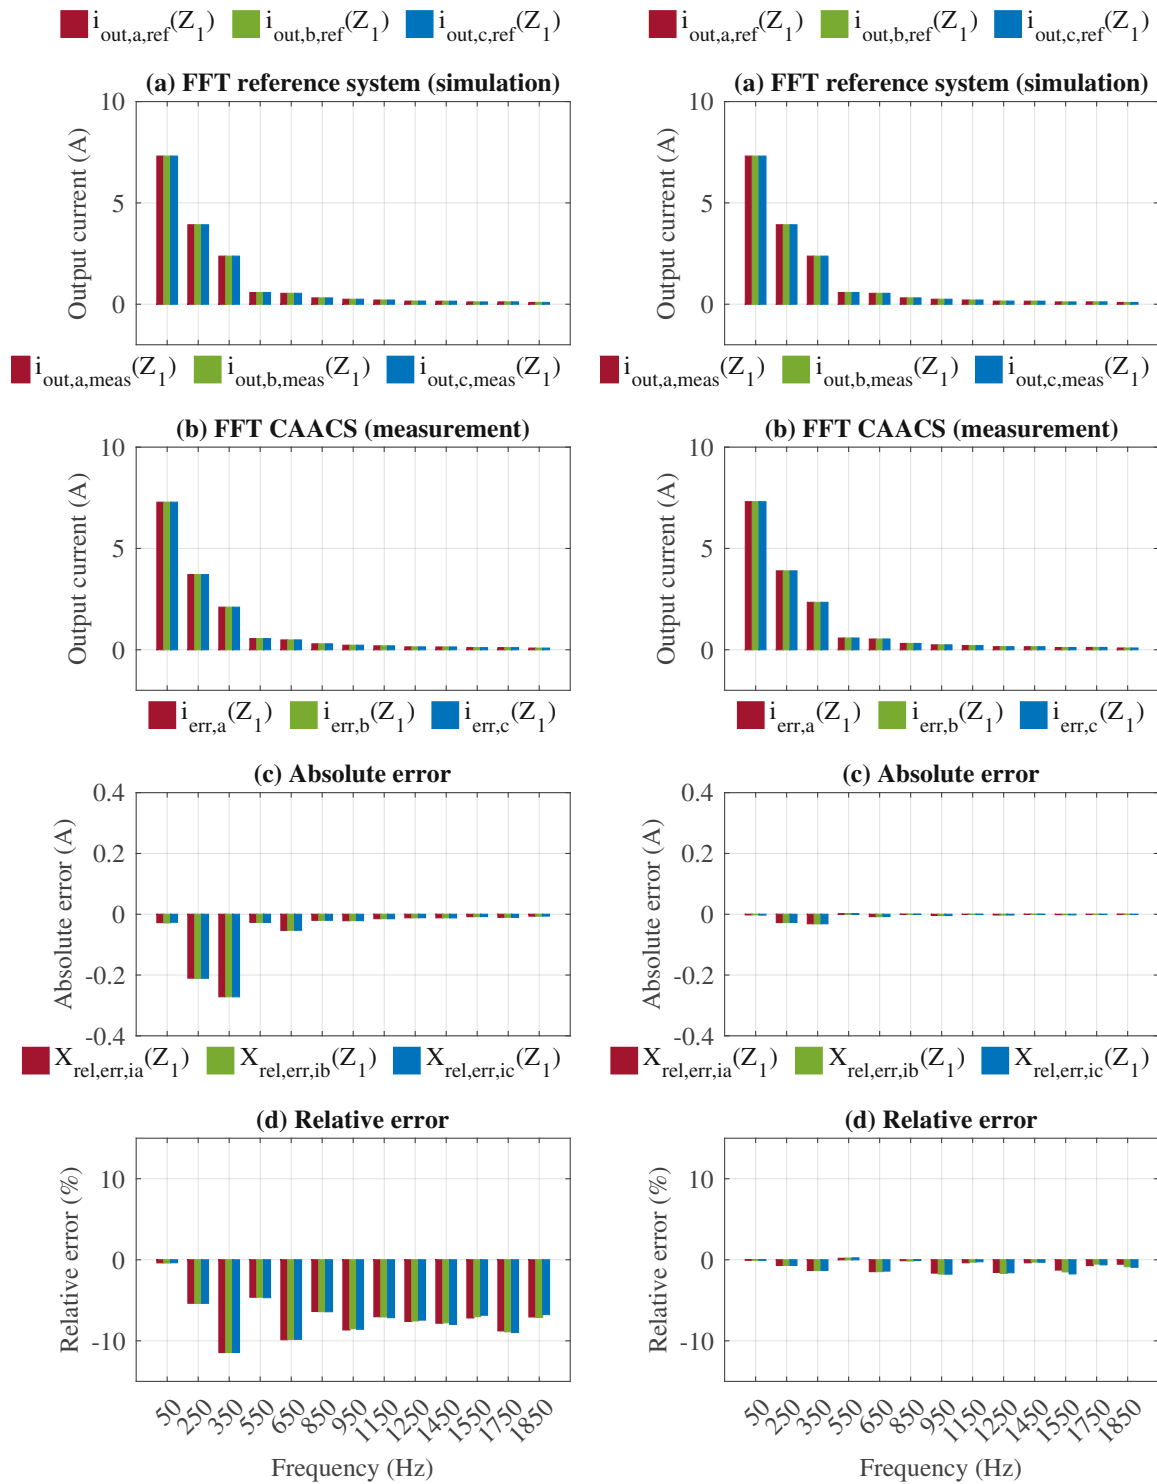 i_out,a,ref(Z_1) i_out,b,ref(Z_1) i_out,c,ref(Z_1)
(a) FFT reference system (simulation)
Output current (A)
10
5
0
i_out,a,meas(Z_1) i_out,b,meas(Z_1) i_out,c,meas(Z_1)
(b) FFT CAACS (measurement)
Output current (A)
10
5
0
i_err,a(Z_1) i_err,b(Z_1) i_err,c(Z_1)
(c) Absolute error
Absolute error (A)
0.4
0.2
0
-0.2
-0.4
X_rel,err,ia(Z_1) X_rel,err,ib(Z_1) X_rel,err,ic(Z_1)
(d) Relative error
Relative error (%)
10
0
-10
50 250 350 550 650 850 950 1150 1250 1450 1550 1750 1850
Frequency (Hz)
i_out,a,ref(Z_1) i_out,b,ref(Z_1) i_out,c,ref(Z_1)
(a) FFT reference system (simulation)
Output current (A)
10
5
0
i_out,a,meas(Z_1) i_out,b,meas(Z_1) i_out,c,meas(Z_1)
(b) FFT CAACS (measurement)
Output current (A)
10
5
0
i_err,a(Z_1) i_err,b(Z_1) i_err,c(Z_1)
(c) Absolute error
Absolute error (A)
0.4
0.2
0
-0.2
-0.4
X_rel,err,ia(Z_1) X_rel,err,ib(Z_1) X_rel,err,ic(Z_1)
(d) Relative error
Relative error (%)
10
0
-10
50 250 350 550 650 850 950 1150 1250 1450 1550 1750 1850
Frequency (Hz)